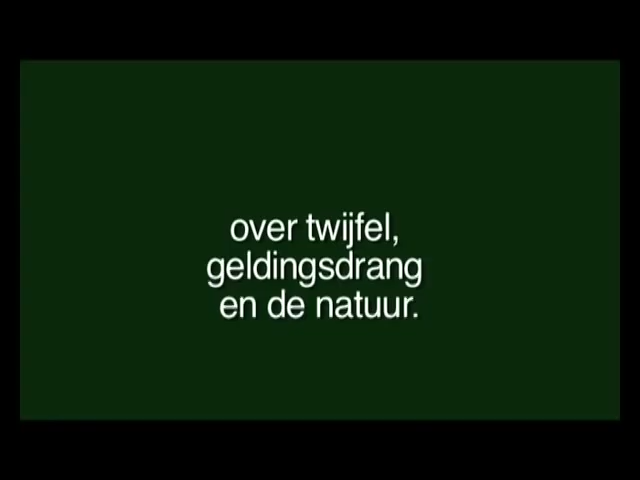 over twijfel,
geldingsdrang
en de natuur.